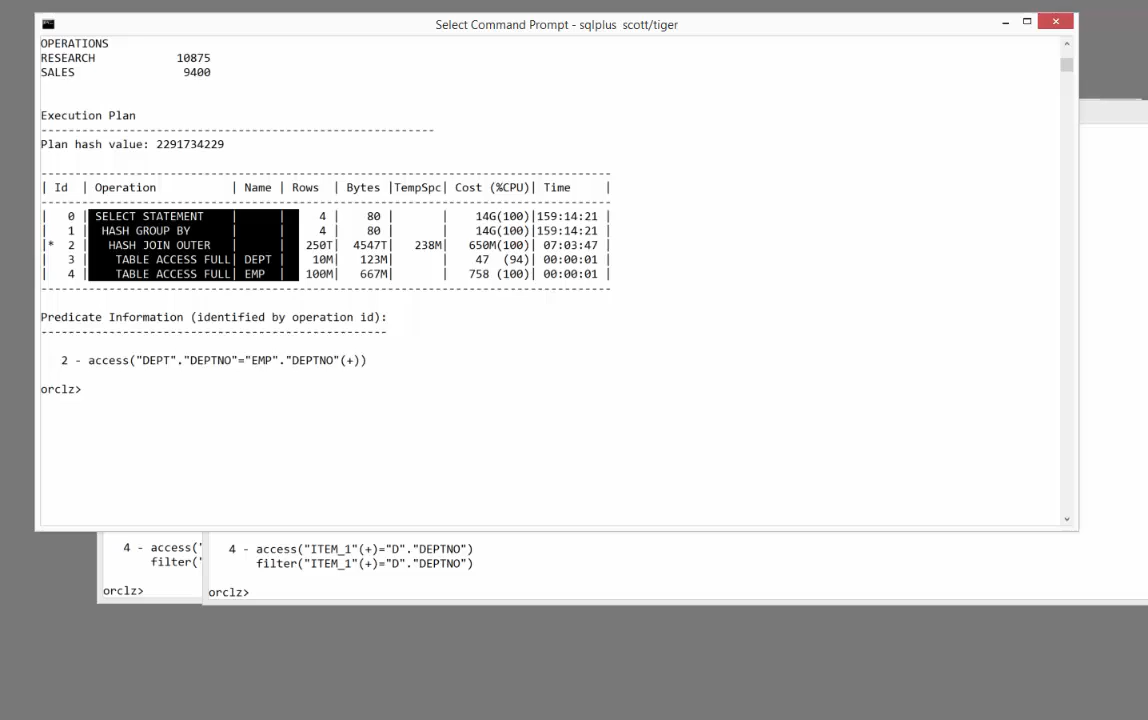 Select Command Prompt - sqlplus scott/tiger
OPERATIONS
RESEARCH 10875
SALES 9400
Execution Plan
----------------------------------------------------------
Plan hash value: 2291734229
------------------------------------------------------------------------------------
| Id | Operation | Name | Rows | Bytes |TempSpc| Cost (%CPU)| Time |
------------------------------------------------------------------------------------
| 0 | SELECT STATEMENT | | 4 | 80 | | 14G(100)|159:14:21 |
| 1 | HASH GROUP BY | | 4 | 80 | | 14G(100)|159:14:21 |
|* 2 | HASH JOIN OUTER | | 250T| 4547T| 238M| 650M(100)| 07:03:47 |
| 3 | TABLE ACCESS FULL| DEPT | 10M| 123M| | 47 (94)| 00:00:01 |
| 4 | TABLE ACCESS FULL| EMP | 100M| 667M| | 758 (100)| 00:00:01 |
------------------------------------------------------------------------------------
Predicate Information (identified by operation id):
---------------------------------------------------
2 - access("DEPT"."DEPTNO"="EMP"."DEPTNO"(+))
orclz>
4 - access("
filter("
orclz>
4 - access("ITEM_1"(+)="D"."DEPTNO")
filter("ITEM_1"(+)="D"."DEPTNO")
orclz>